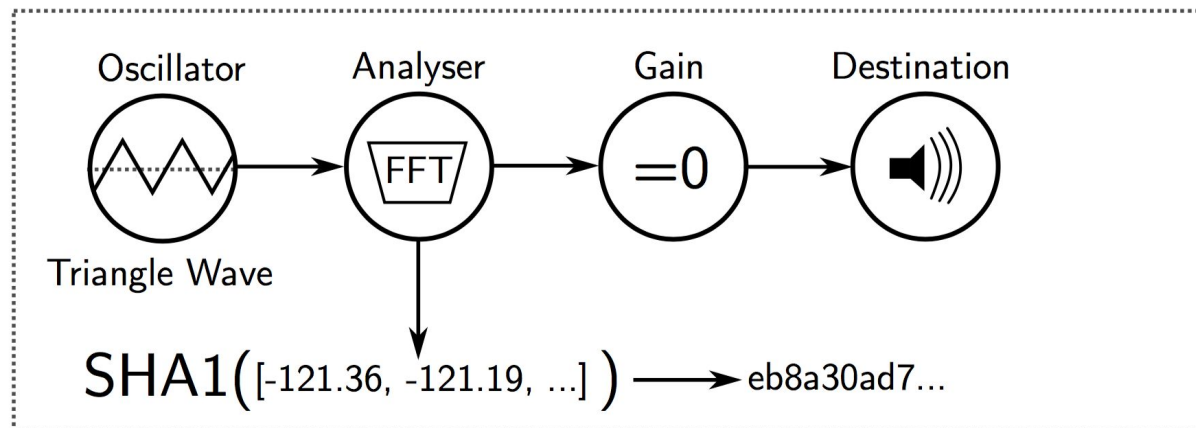 Oscillator Analyser Gain Destination
FFT =0
Triangle Wave
SHA1([-121.36, -121.19, ...]) eb8a30ad7...